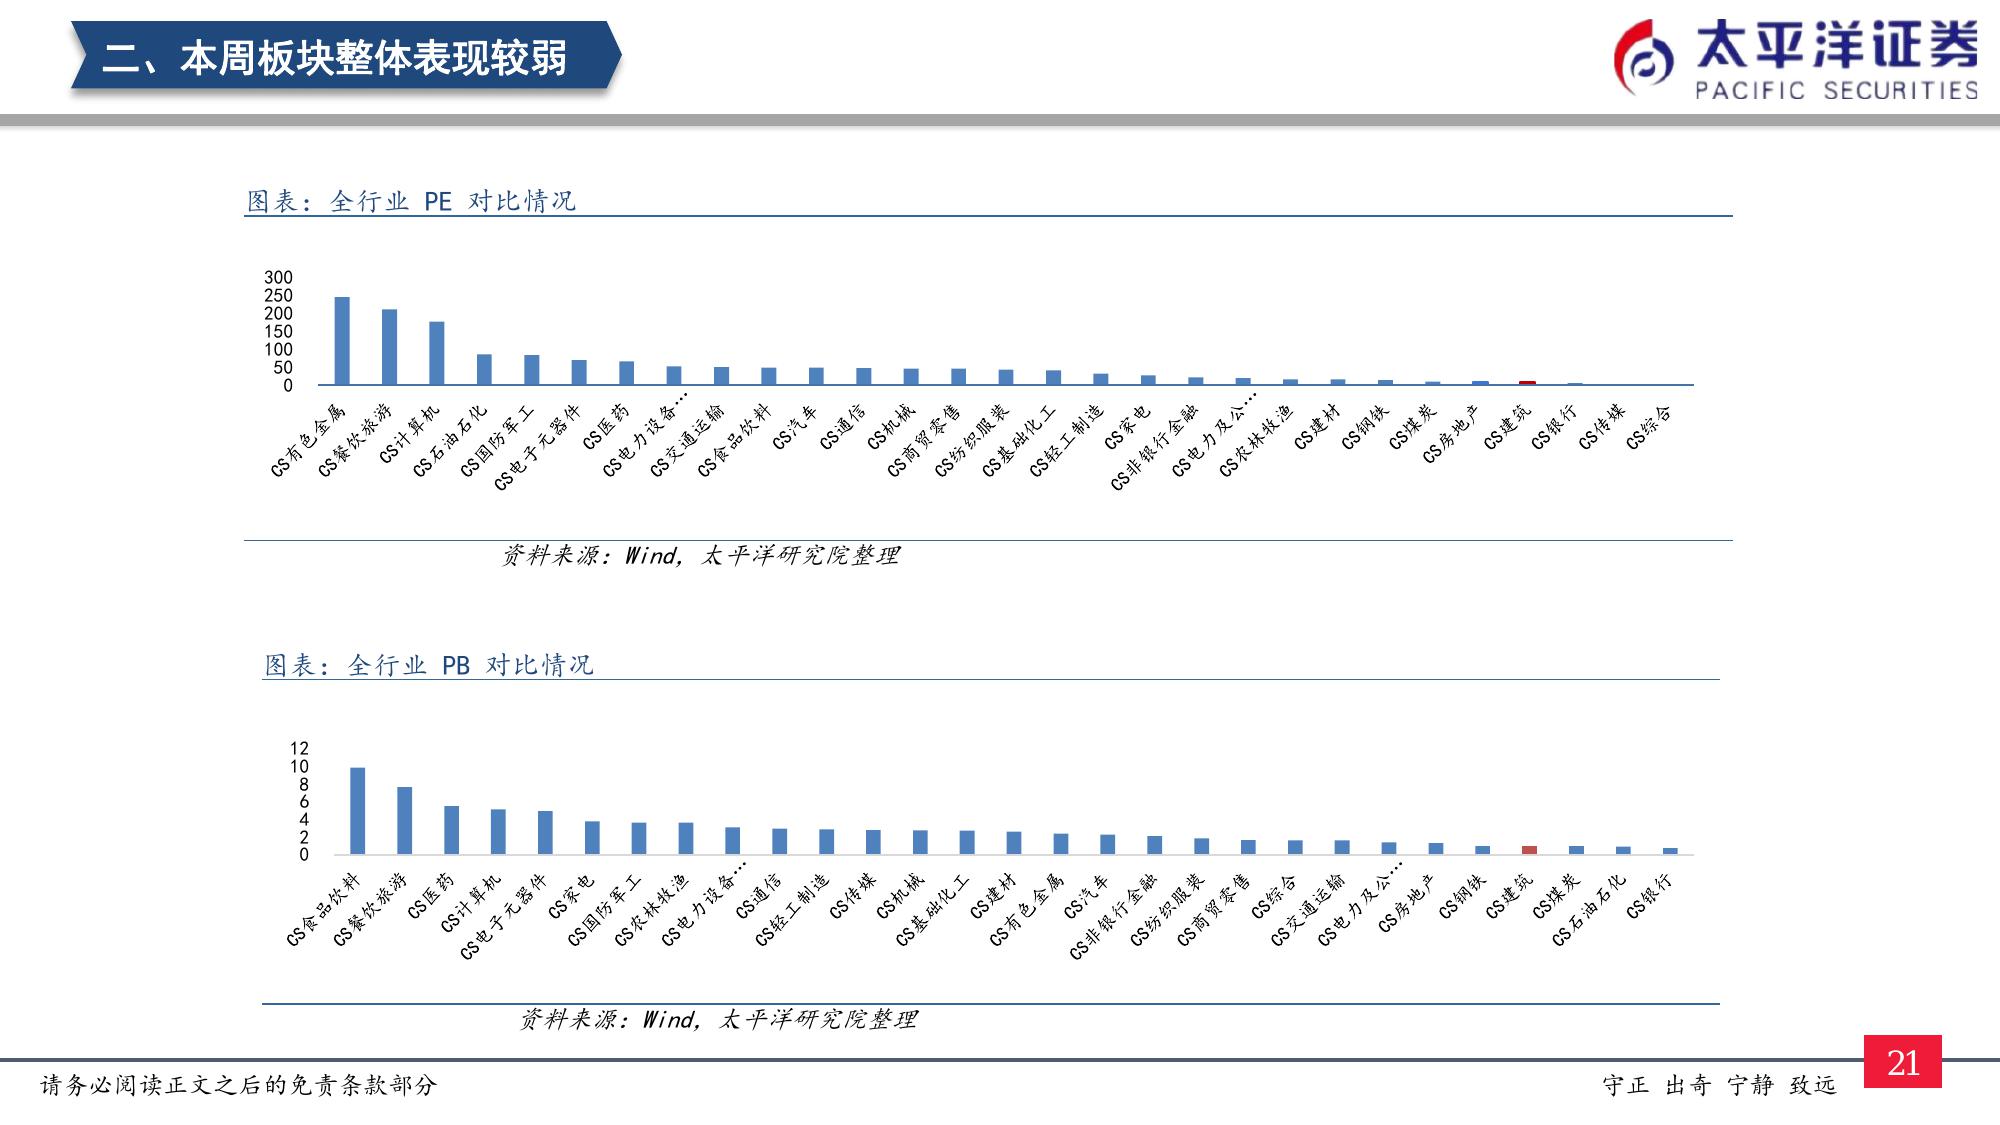 二、本周板块整体表现较弱
太平洋证券
PACIFIC SECURITIES
图表：全行业 PE 对比情况
300
250
200
150
100
50
0
CS有色金属
CS餐饮旅游
CS计算机
CS石油石化
CS国防军工
CS电子元器件
CS医药
CS电力设备…
CS交通运输
CS食品饮料
CS汽车
CS通信
CS机械
CS商贸零售
CS纺织服装
CS基础化工
CS轻工制造
CS家电
CS非银行金融
CS电力及公…
CS农林牧渔
CS建材
CS钢铁
CS煤炭
CS房地产
CS建筑
CS银行
CS传媒
CS综合
资料来源：Wind，太平洋研究院整理
图表：全行业 PB 对比情况
12
10
8
6
4
2
0
CS食品饮料
CS餐饮旅游
CS医药
CS计算机
CS电子元器件
CS家电
CS国防军工
CS农林牧渔
CS电力设备…
CS通信
CS轻工制造
CS传媒
CS机械
CS基础化工
CS建材
CS有色金属
CS汽车
CS非银行金融
CS纺织服装
CS商贸零售
CS综合
CS交通运输
CS电力及公…
CS房地产
CS钢铁
CS建筑
CS煤炭
CS石油石化
CS银行
资料来源：Wind，太平洋研究院整理
请务必阅读正文之后的免责条款部分
守正 出奇 宁静 致远
21